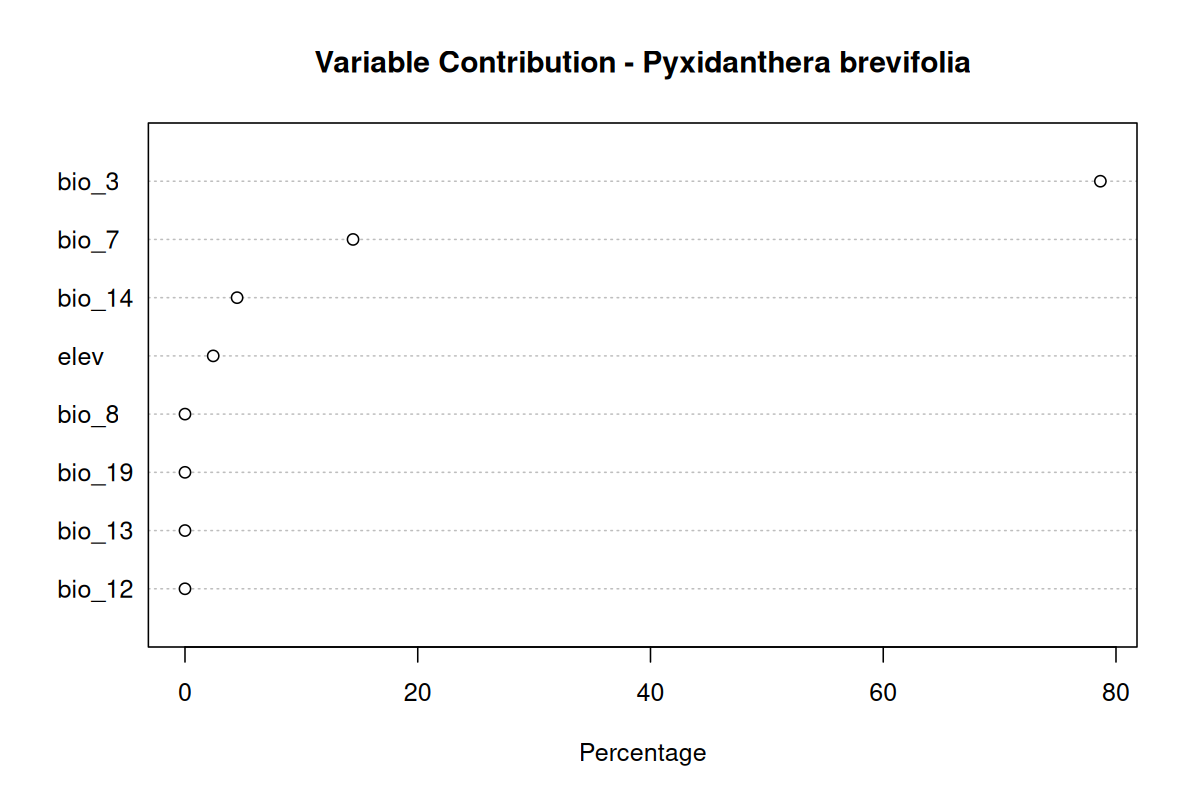 Variable Contribution - Pyxidanthera brevifolia
bio_3
bio_7
bio_14
elev
bio_8
bio_19
bio_13
bio_12
0 20 40 60 80
Percentage